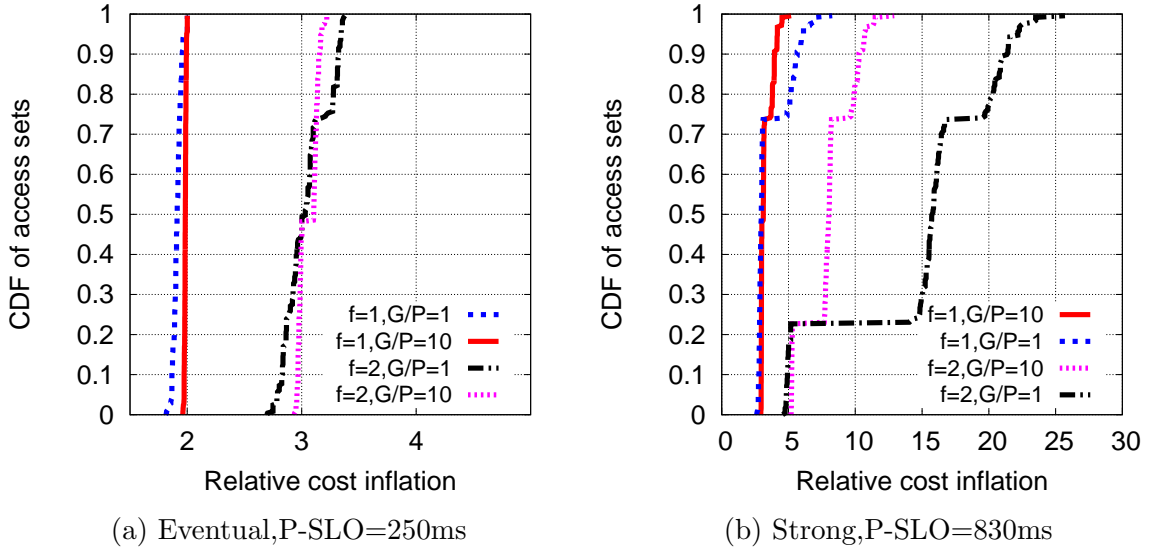 1
0.9
0.8
0.7
0.6
0.5
0.4
0.3
0.2
0.1
0
CDF of access sets
f=1,G/P=1
f=1,G/P=10
f=2,G/P=1
f=2,G/P=10
2 3 4
Relative cost inflation
(a) Eventual,P-SLO=250ms
1
0.9
0.8
0.7
0.6
0.5
0.4
0.3
0.2
0.1
0
CDF of access sets
f=1,G/P=10
f=1,G/P=1
f=2,G/P=10
f=2,G/P=1
0 5 10 15 20 25 30
Relative cost inflation
(b) Strong,P-SLO=830ms